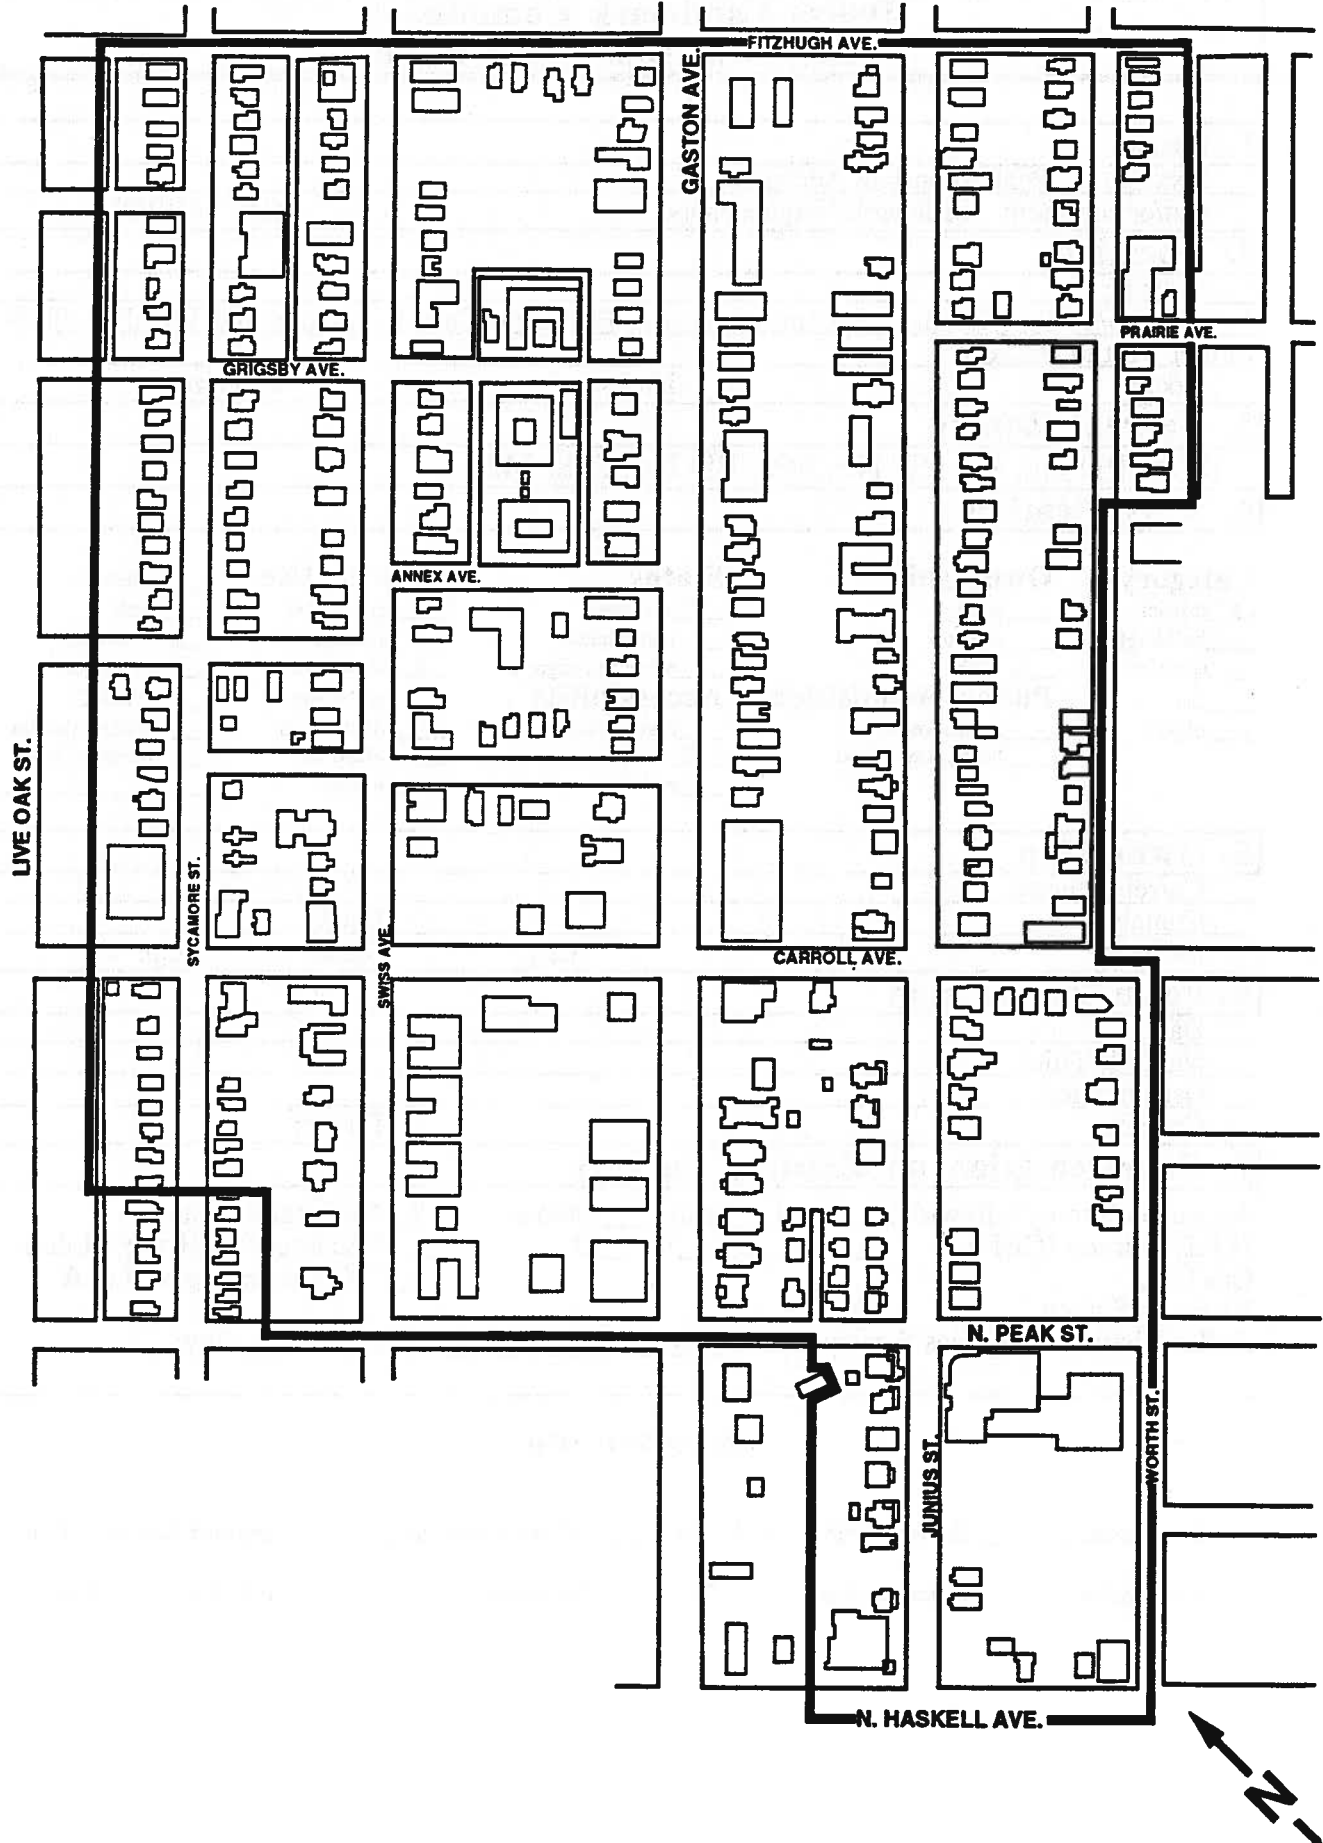 FITZHUGH AVE.
GASTON AVE.
PRAIRIE AVE.
GRIGSBY AVE.
ANNEX AVE.
LIVE OAK ST.
SYCAMORE ST.
SWISS AVE.
CARROLL AVE.
N. PEAK ST.
JUNIUS ST.
WORTH ST.
N. HASKELL AVE.
N